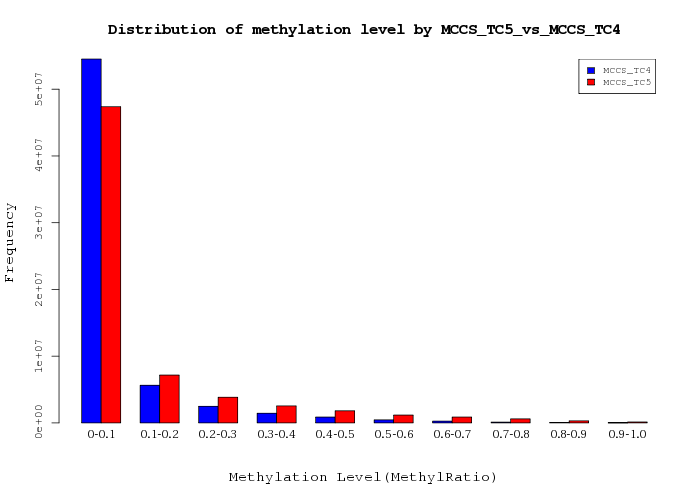 Distribution of methylation level by MCCS_TC5_vs_MCCS_TC4
MCCS_TC4
MCCS_TC5
Frequency
5e+07
4e+07
3e+07
2e+07
1e+07
0e+00
0-0.1 0.1-0.2 0.2-0.3 0.3-0.4 0.4-0.5 0.5-0.6 0.6-0.7 0.7-0.8 0.8-0.9 0.9-1.0
Methylation Level(MethylRatio)